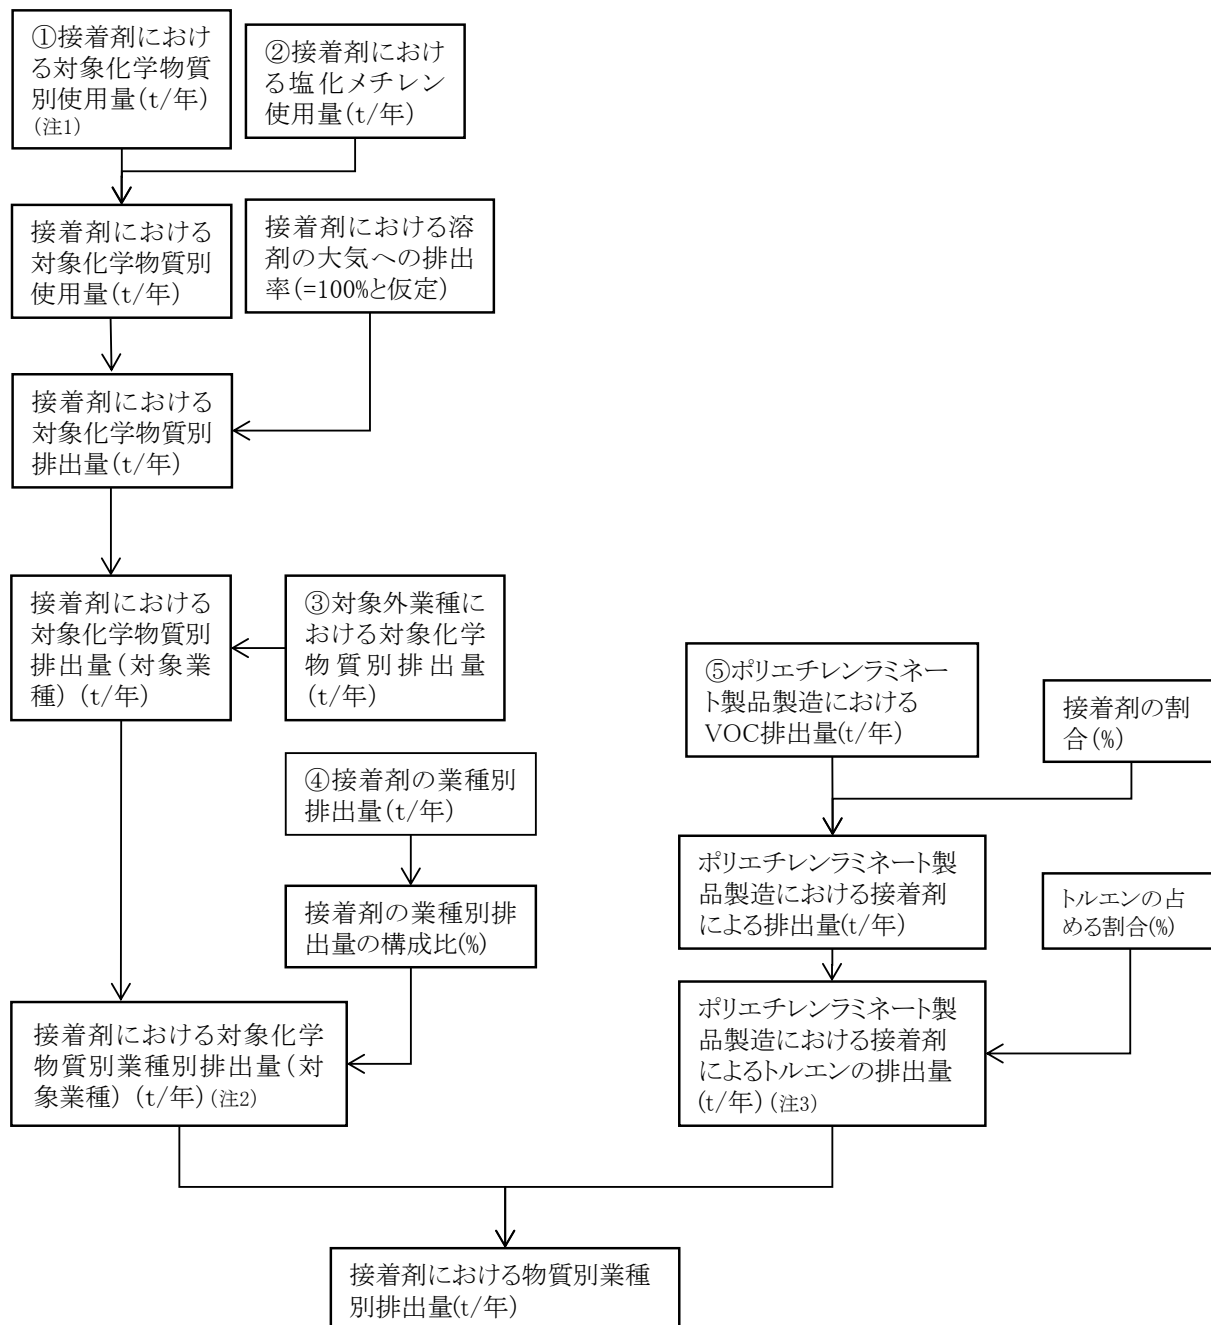 ①接着剤におけ
る対象化学物質
別使用量(t/年)
(注1)
②接着剤におけ
る塩化メチレン
使用量(t/年)
接着剤における
対象化学物質別
使用量(t/年)
接着剤における溶
剤の大気への排出
率(=100%と仮定)
接着剤における
対象化学物質別
排出量(t/年)
接着剤における
対象化学物質別
排出量(対象業
種) (t/年)
③対象外業種に
おける対象化学
物質別排出量
(t/年)
⑤ポリエチレンラミネー
ト製品製造における
VOC排出量(t/年)
接着剤の割
合(%)
④接着剤の業種別
排出量(t/年)
接着剤の業種別排
出量の構成比(%)
ポリエチレンラミネート製
品製造における接着剤
による排出量(t/年)
トルエンの占
める割合(%)
接着剤における対象化学
物質別業種別排出量(対
象業種) (t/年)(注2)
ポリエチレンラミネート製
品製造における接着剤
によるトルエンの排出量
(t/年)(注3)
接着剤における物質別業種
別排出量(t/年)